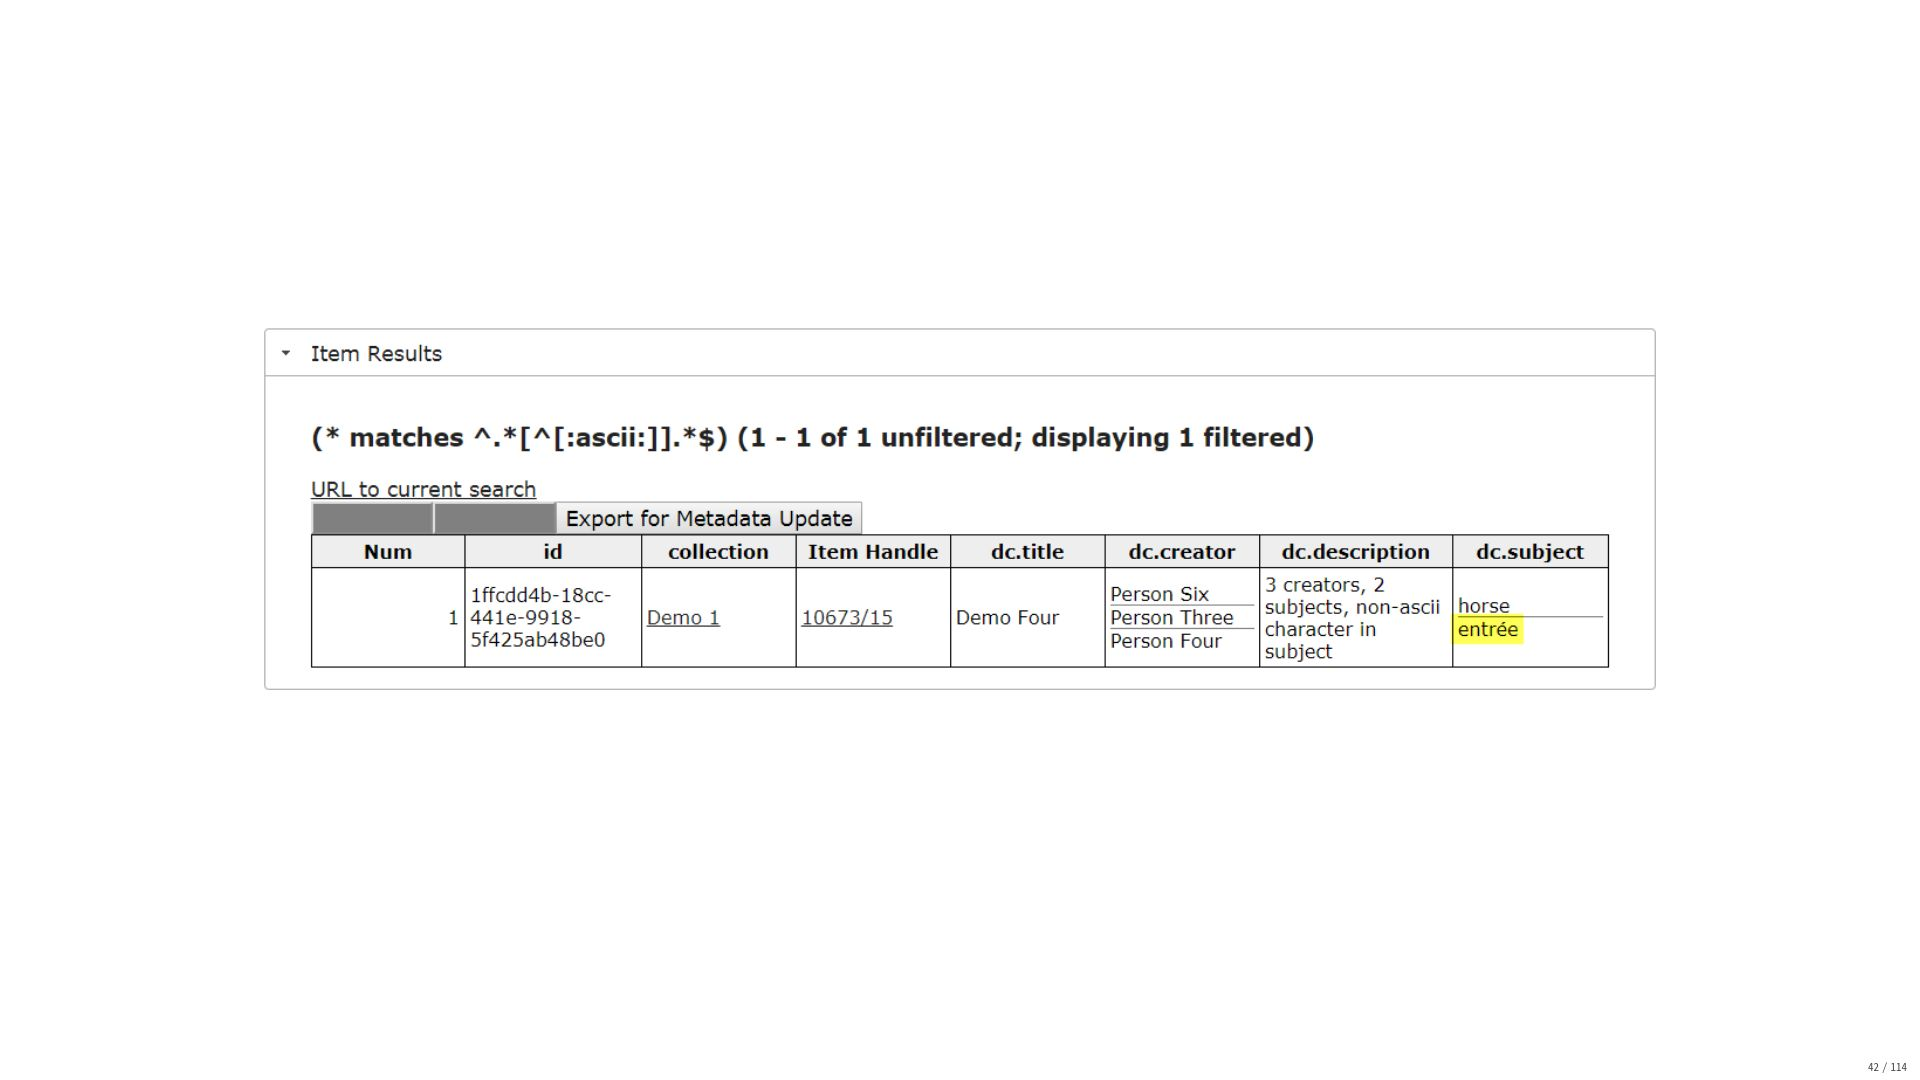 Item Results
(* matches ^.*[^[:ascii:]].*$) (1 - 1 of 1 unfiltered; displaying 1 filtered)
URL to current search
Export for Metadata Update
Num id collection Item Handle dc.title dc.creator dc.description dc.subject
1
1ffcdd4b-18cc-
441e-9918-
5f425ab48be0
Demo 1
10673/15
Demo Four
Person Six
Person Three
Person Four
3 creators, 2
subjects, non-ascii
character in
subject
horse
entrée
42 / 114